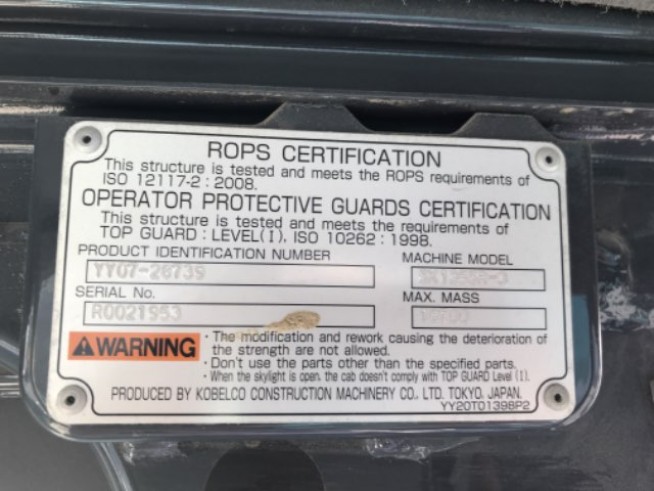 ROPS CERTIFICATION
This structure is tested and meets the ROPS requirements of
ISO 12117-2 : 2008.
OPERATOR PROTECTIVE GUARDS CERTIFICATION
This structure is tested and meets the requirements of
TOP GUARD : LEVEL(I), ISO 10262 : 1998.
PRODUCT IDENTIFICATION NUMBER
YY07-26739
MACHINE MODEL
SERIAL No.
R0021953
MAX. MASS
WARNING
· The modification and rework causing the deterioration of
the strength are not allowed.
· Don't use the parts other than the specified parts.
· When the skylight is open, the cab doesn't comply with TOP GUARD Level (I).
PRODUCED BY KOBELCO CONSTRUCTION MACHINERY CO., LTD. TOKYO, JAPAN.
YY20T01398P2